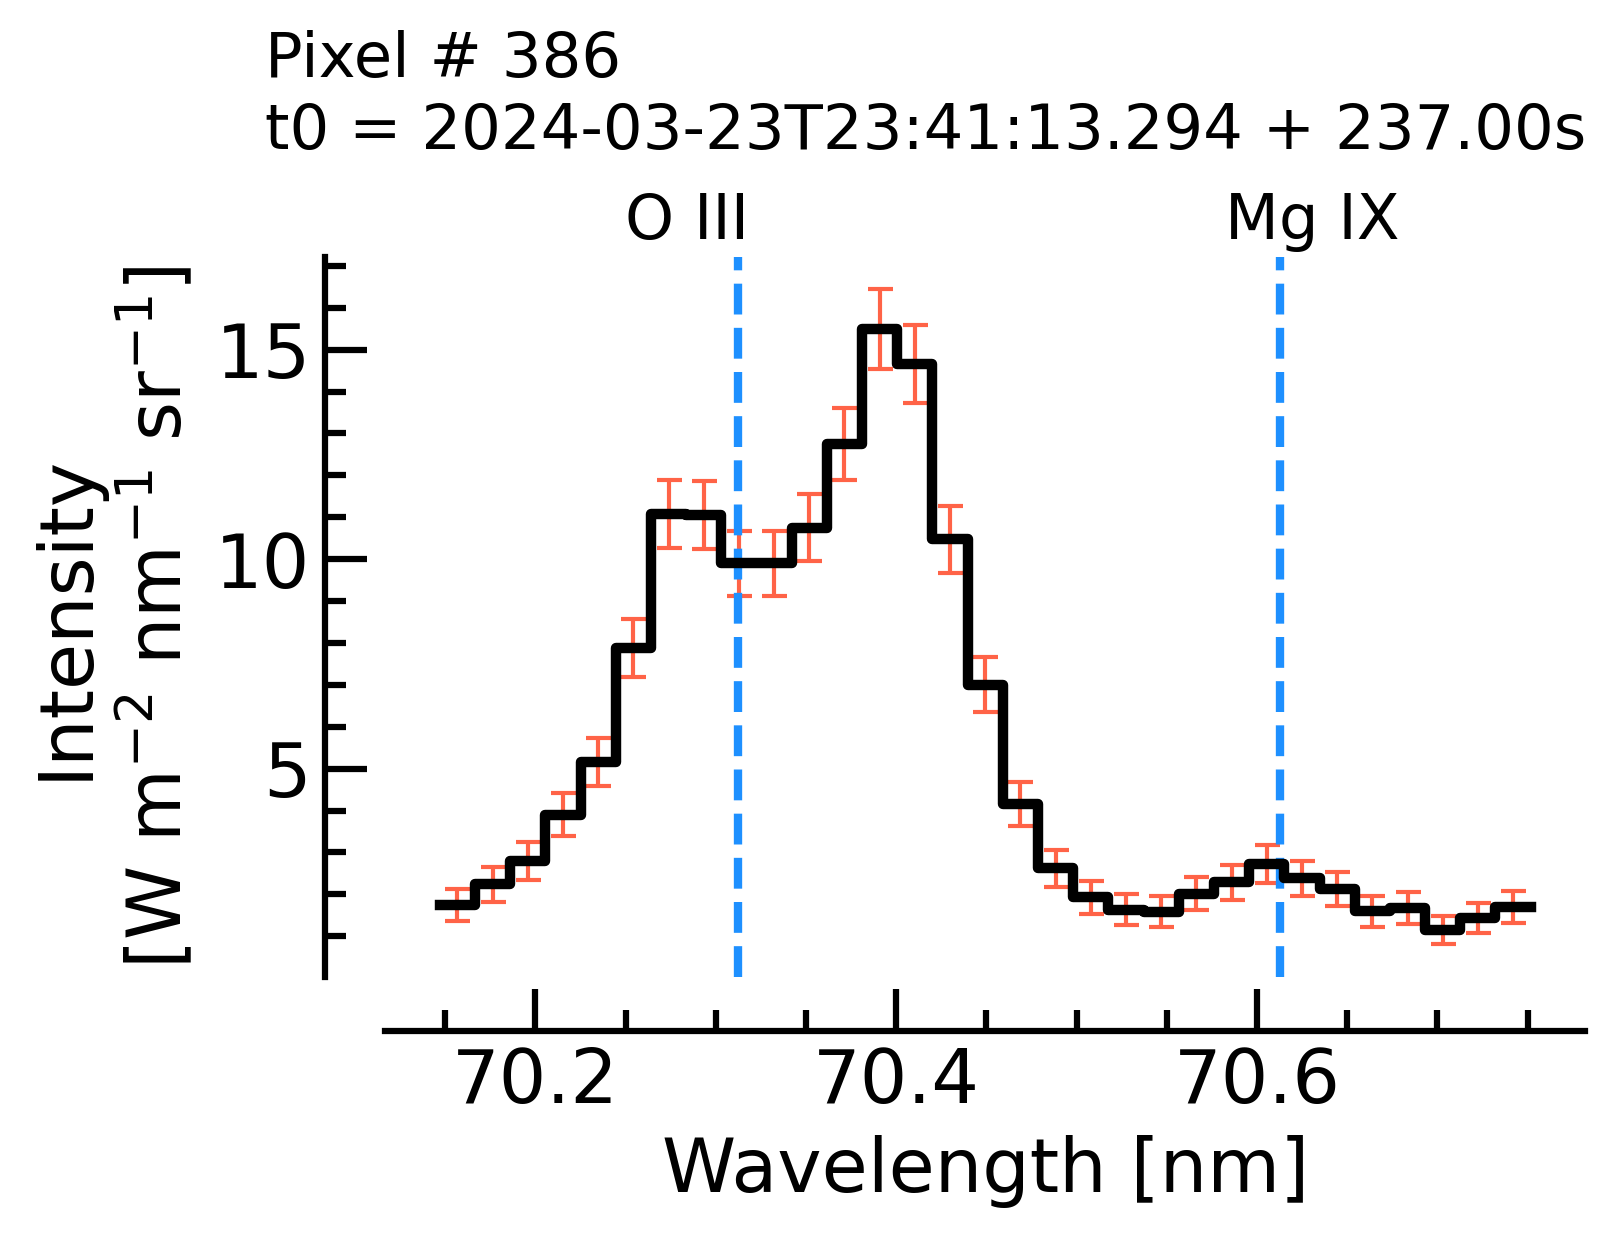 Pixel # 386
t0 = 2024-03-23T23:41:13.294 + 237.00s
O III
Mg IX
Intensity
[W m⁻² nm⁻¹ sr⁻¹]
15
10
5
70.2
70.4
70.6
Wavelength [nm]